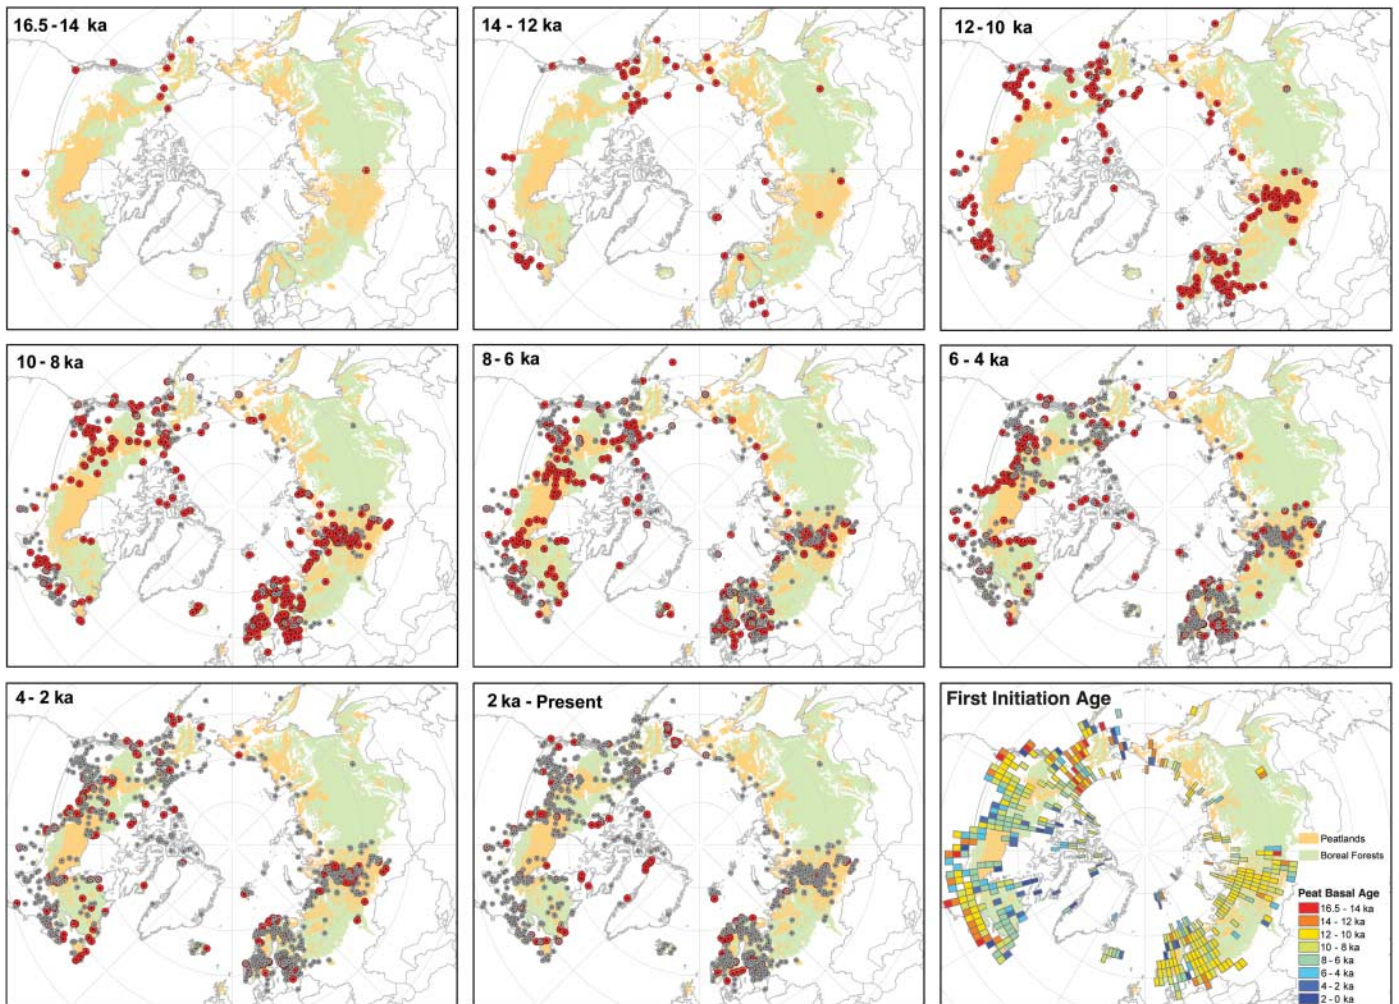 16.5 - 14 ka
14 - 12 ka
12 - 10 ka
10 - 8 ka
8 - 6 ka
6 - 4 ka
4 - 2 ka
2 ka - Present
First Initiation Age
Peatlands
Boreal Forests
Peat Basal Age
16.5 - 14 ka
14 - 12 ka
12 - 10 ka
10 - 8 ka
8 - 6 ka
6 - 4 ka
4 - 2 ka
2 - 0 ka